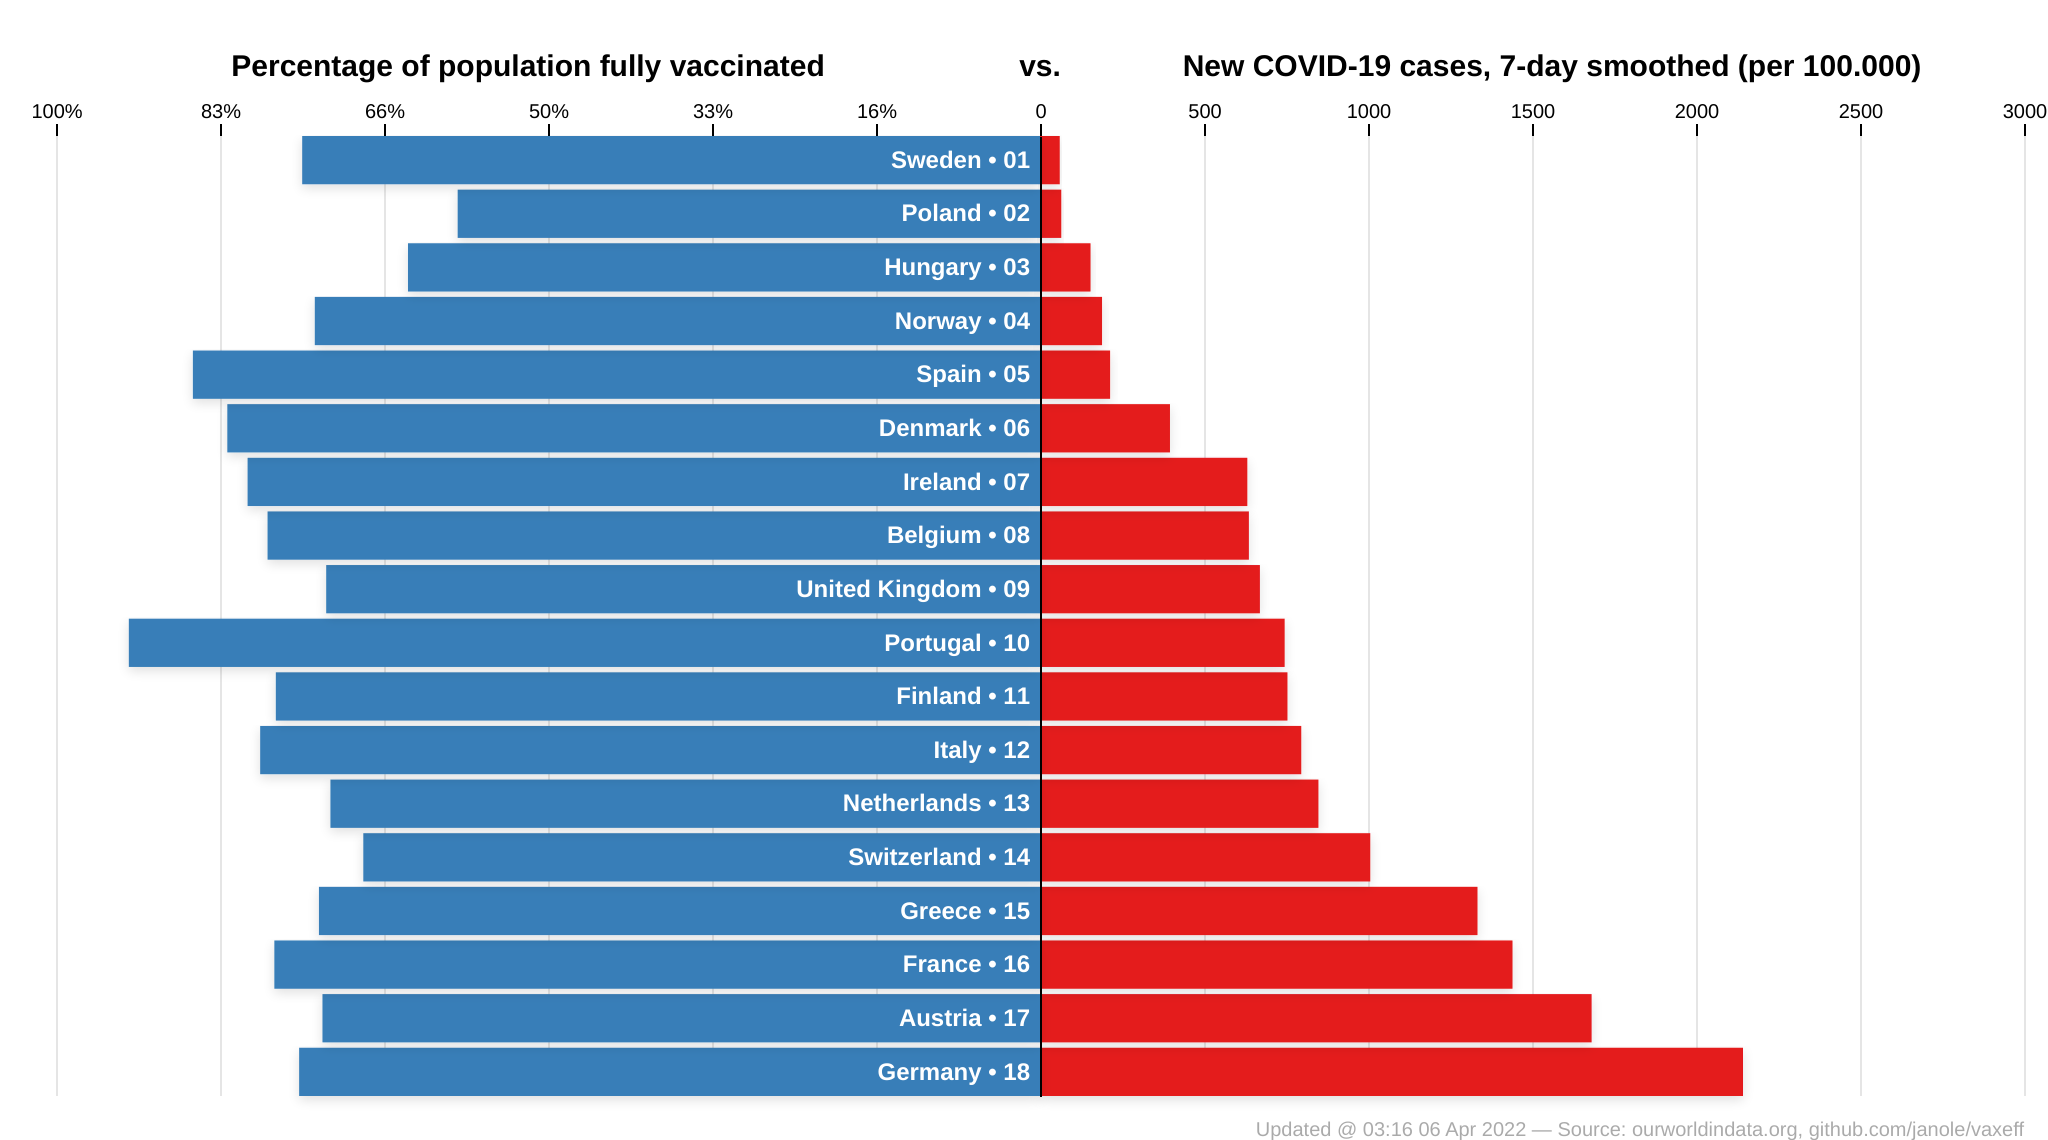 Percentage of population fully vaccinated vs. New COVID-19 cases, 7-day smoothed (per 100.000)
100% 83% 66% 50% 33% 16% 0 500 1000 1500 2000 2500 3000
Sweden • 01
Poland • 02
Hungary • 03
Norway • 04
Spain • 05
Denmark • 06
Ireland • 07
Belgium • 08
United Kingdom • 09
Portugal • 10
Finland • 11
Italy • 12
Netherlands • 13
Switzerland • 14
Greece • 15
France • 16
Austria • 17
Germany • 18
Updated @ 03:16 06 Apr 2022 — Source: ourworldindata.org, github.com/janole/vaxeff